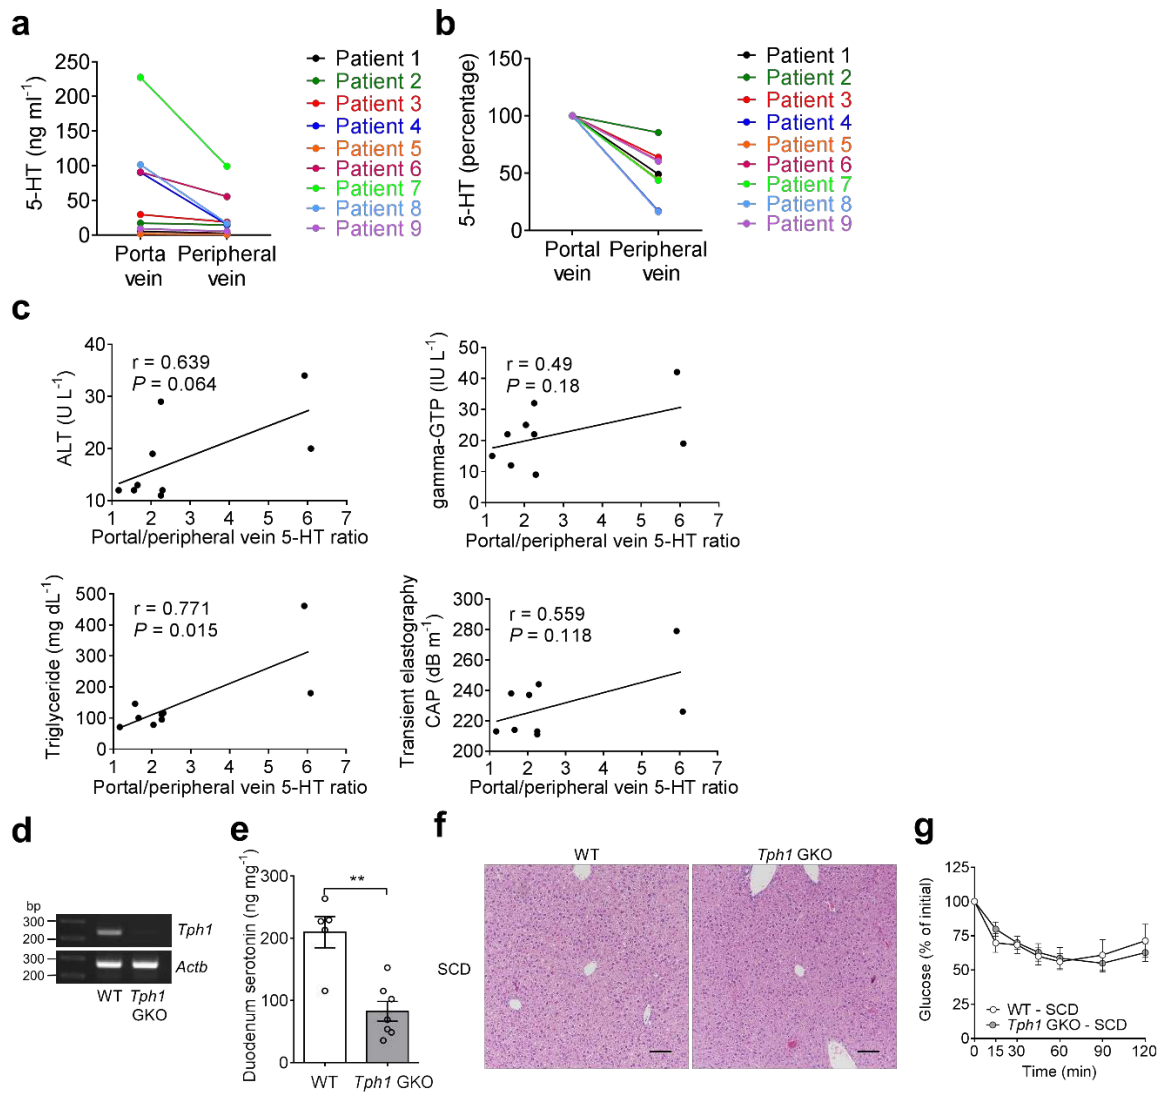 a
250
200
150
100
50
0
5-HT (ng ml-1)
Porta
vein
Peripheral
vein
Patient 1
Patient 2
Patient 3
Patient 4
Patient 5
Patient 6
Patient 7
Patient 8
Patient 9
b
150
100
50
0
5-HT (percentage)
Portal
vein
Peripheral
vein
Patient 1
Patient 2
Patient 3
Patient 4
Patient 5
Patient 6
Patient 7
Patient 8
Patient 9
c
40
30
20
10
ALT (U L-1)
r = 0.639
P = 0.064
1 2 3 4 5 6 7
Portal/peripheral vein 5-HT ratio
50
40
30
20
10
0
gamma-GTP (IU L-1)
r = 0.49
P = 0.18
1 2 3 4 5 6 7
Portal/peripheral vein 5-HT ratio
500
400
300
200
100
0
Triglyceride (mg dL-1)
r = 0.771
P = 0.015
1 2 3 4 5 6 7
Portal/peripheral vein 5-HT ratio
300
280
260
240
220
200
Transient elastography
CAP (dB m-1)
r = 0.559
P = 0.118
1 2 3 4 5 6 7
Portal/peripheral vein 5-HT ratio
d
bp
300
200
Tph1
300
200
Actb
WT
Tph1
GKO
e
300
200
100
0
Duodenum serotonin (ng mg-1)
**
WT
Tph1 GKO
f
WT
Tph1 GKO
SCD
g
125
100
75
50
25
0
Glucose (% of initial)
WT - SCD
Tph1 GKO - SCD
0 15 30 60 90 120
Time (min)